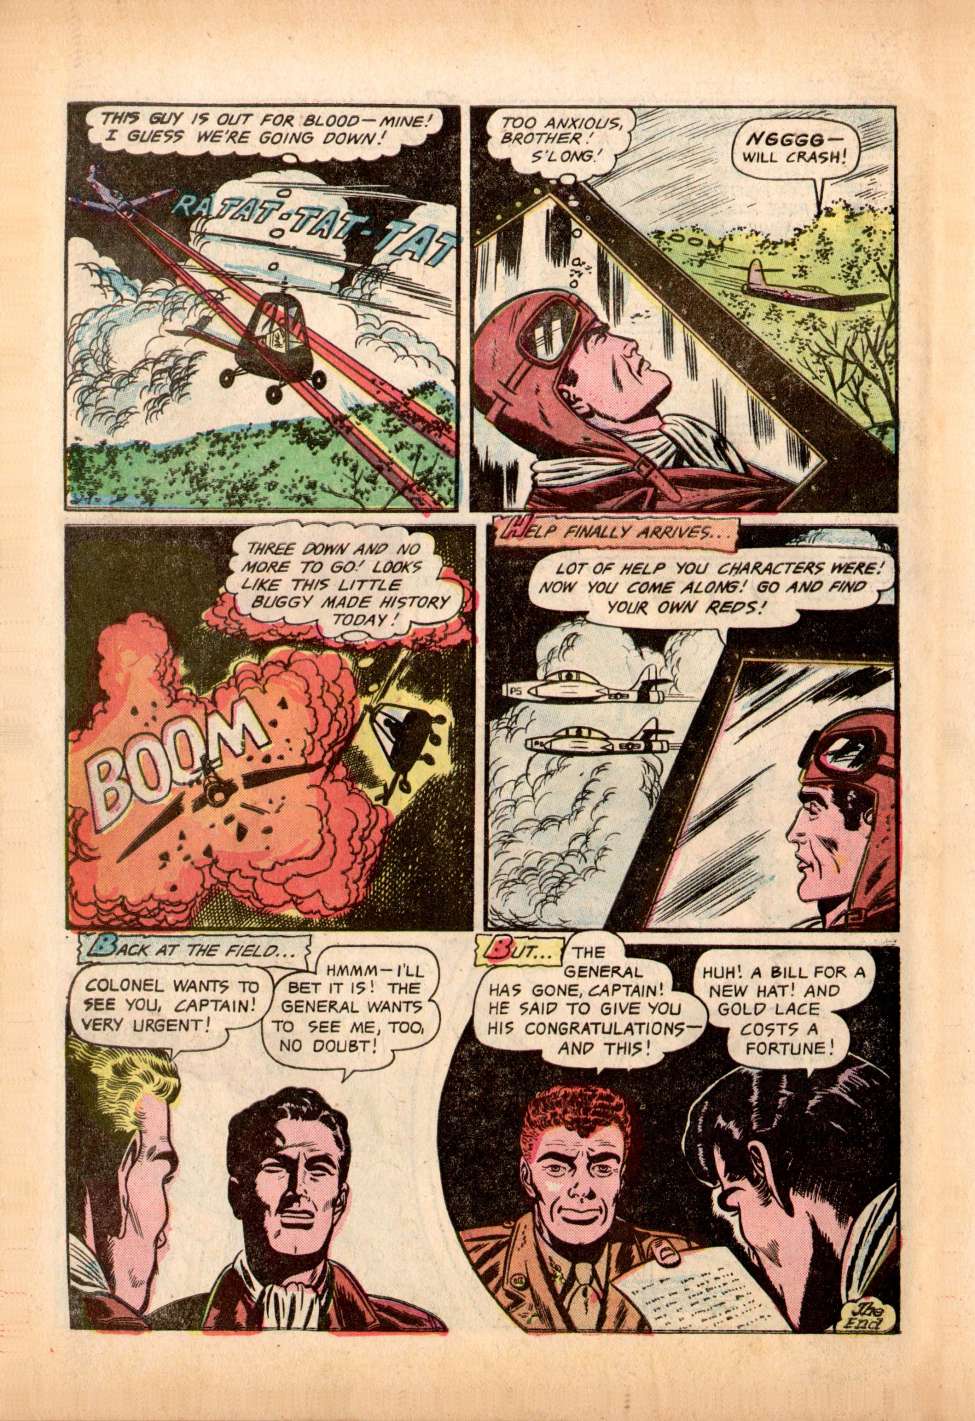 THIS GUY IS OUT FOR BLOOD—MINE!
I GUESS WE'RE GOING DOWN!
RATAT-TAT-TAT
TOO ANXIOUS,
BROTHER!
S'LONG!
NGGGG—
WILL CRASH!
THREE DOWN AND NO
MORE TO GO! LOOKS
LIKE THIS LITTLE
BUGGY MADE HISTORY
TODAY!
BOOM
HELP FINALLY ARRIVES...
LOT OF HELP YOU CHARACTERS WERE!
NOW YOU COME ALONG! GO AND FIND
YOUR OWN REDS!
PS
BACK AT THE FIELD...
COLONEL WANTS TO
SEE YOU, CAPTAIN!
VERY URGENT!
HMMM—I'LL
BET IT IS! THE
GENERAL WANTS
TO SEE ME, TOO,
NO DOUBT!
BUT...
THE
GENERAL
HAS GONE, CAPTAIN!
HE SAID TO GIVE YOU
HIS CONGRATULATIONS—
AND THIS!
HUH! A BILL FOR A
NEW HAT! AND
GOLD LACE
COSTS A
FORTUNE!
The
End